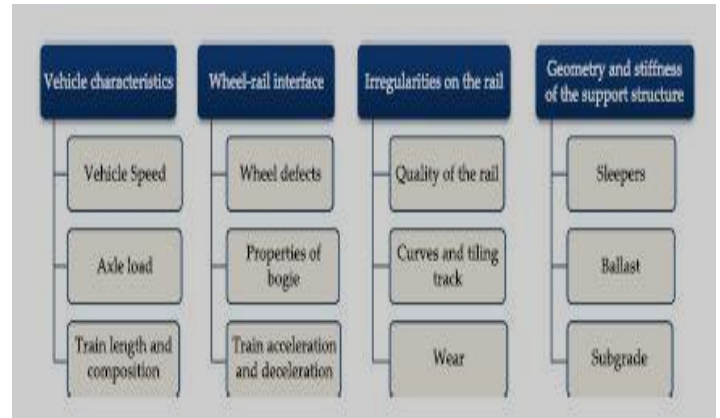 Vehicle characteristics
Vehicle Speed
Axle load
Train length and
composition
Wheel-rail interface
Wheel defects
Properties of
bogie
Train acceleration
and deceleration
Irregularities on the rail
Quality of the rail
Curves and tiling
track
Wear
Geometry and stiffness
of the support structure
Sleepers
Ballast
Subgrade